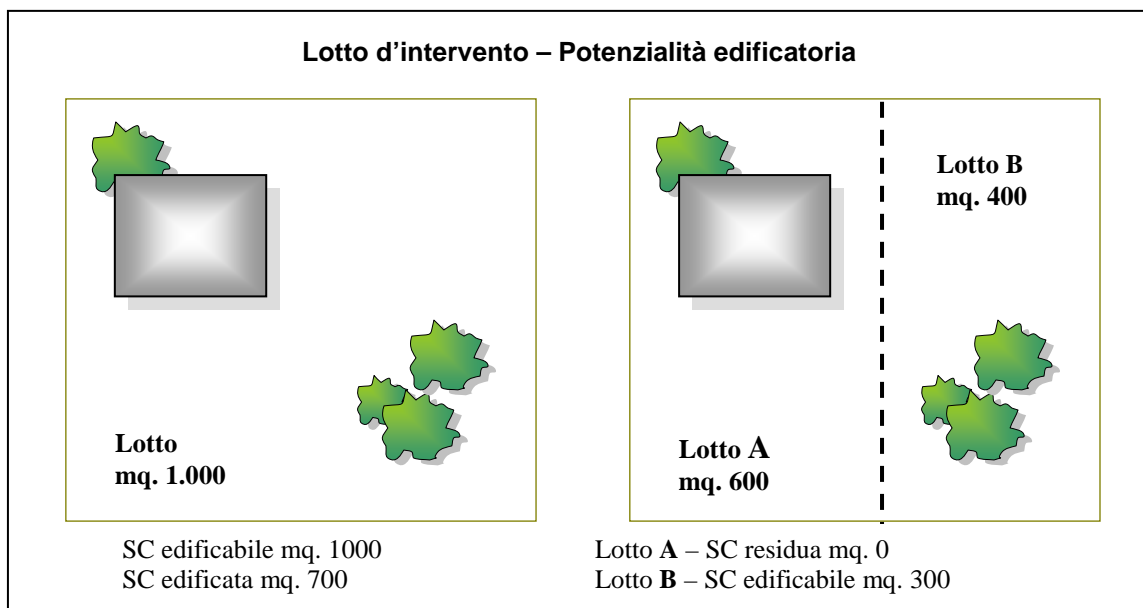 Lotto d'intervento – Potenzialità edificatoria
Lotto
mq. 1.000
SC edificabile mq. 1000
SC edificata mq. 700
Lotto B
mq. 400
Lotto A
mq. 600
Lotto A – SC residua mq. 0
Lotto B – SC edificabile mq. 300